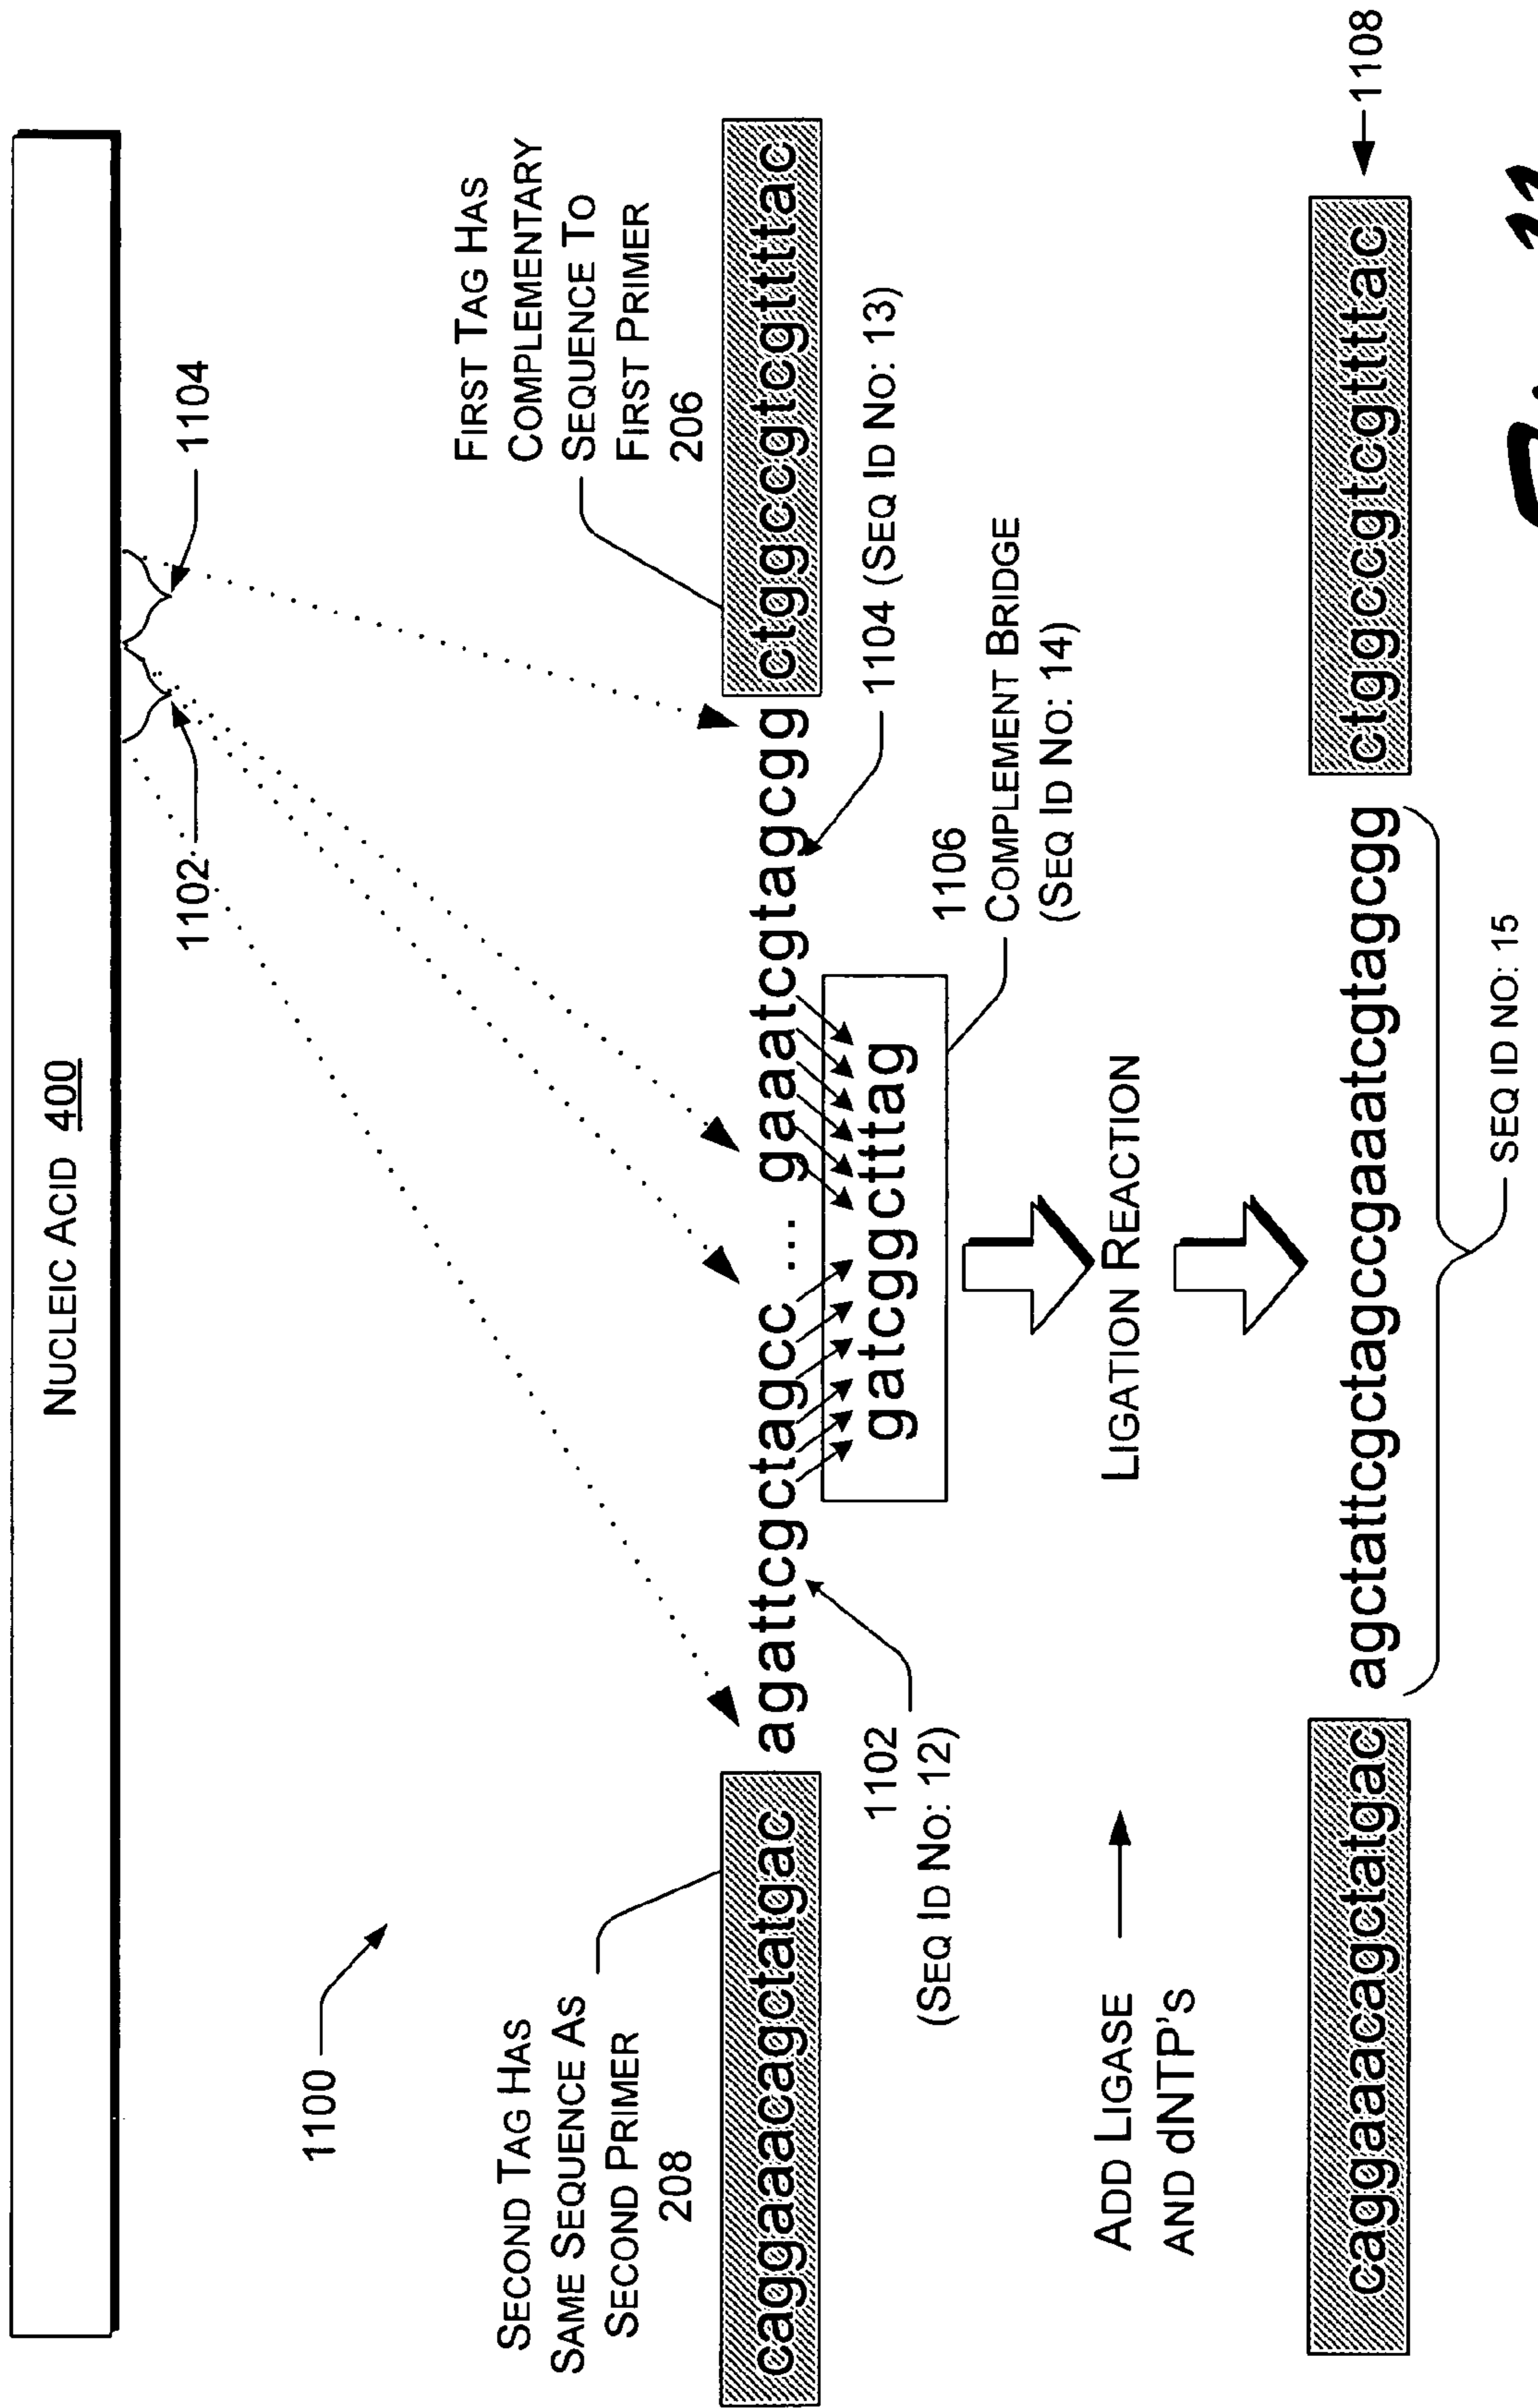 NUCLEIC ACID 400
1102
1104
1100
SECOND TAG HAS
SAME SEQUENCE AS
SECOND PRIMER
208
FIRST TAG HAS
COMPLEMENTARY
SEQUENCE TO
FIRST PRIMER
206
caggaaacagctatgac agattcgctagcc ... gaaatcgtagcgg ctggccgtcgttttac
gatcggctttag
1102
(SEQ ID NO: 12)
1104 (SEQ ID NO: 13)
1106
COMPLEMENT BRIDGE
(SEQ ID NO: 14)
ADD LIGASE
AND dNTP'S
LIGATION REACTION
caggaaacagctatgac agctattcgctagccgaaatcgtagcgg ctggccgtcgttttac
1108
SEQ ID NO: 15